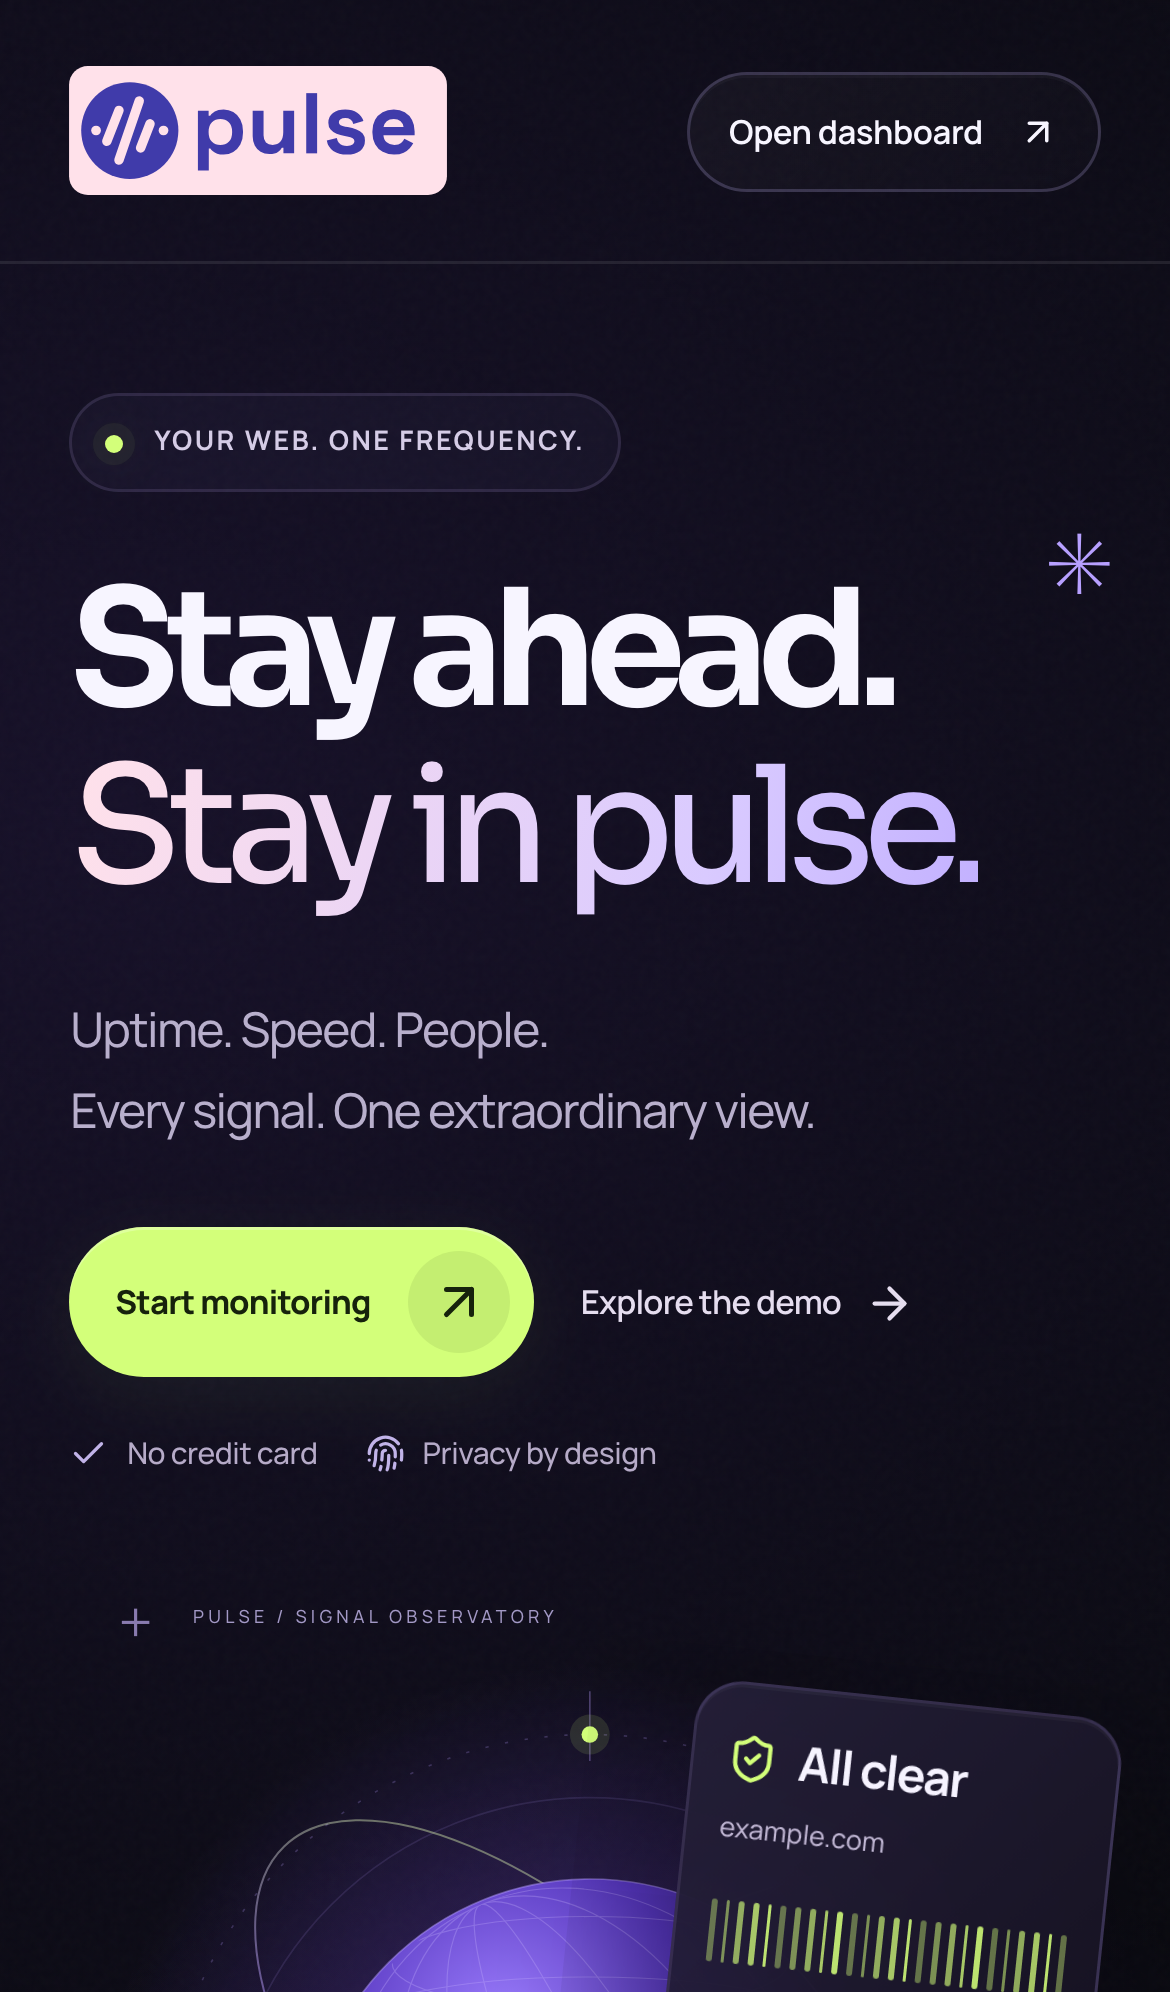 pulse
Open dashboard
YOUR WEB. ONE FREQUENCY.
Stay ahead.
Stay in pulse.
Uptime. Speed. People.
Every signal. One extraordinary view.
Start monitoring
Explore the demo
No credit card
Privacy by design
PULSE / SIGNAL OBSERVATORY
All clear
example.com